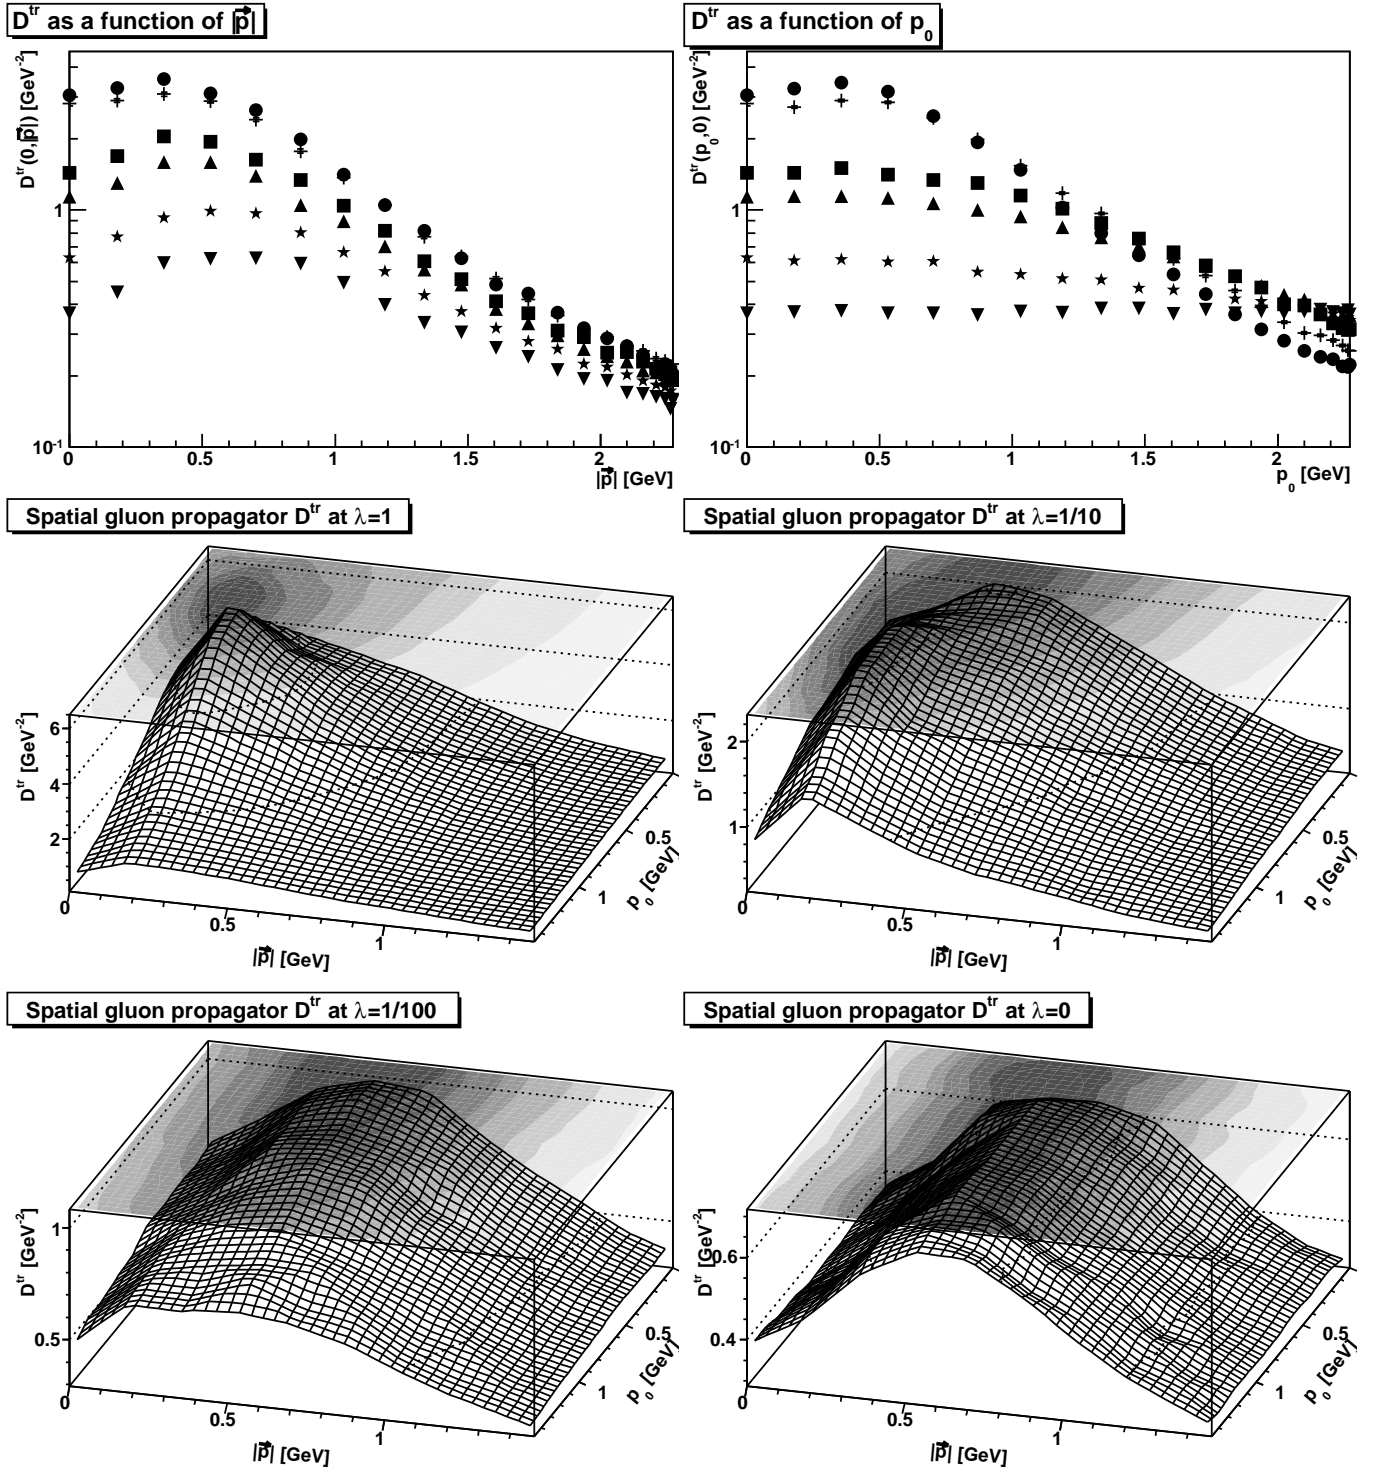 D^tr as a function of |p⃗|
D^tr as a function of p_0
D^tr(0,|p⃗|) [GeV^-2]
1
10^-1
0 0.5 1 1.5 2
|p⃗| [GeV]
D^tr(p_0,0) [GeV^-2]
1
10^-1
0 0.5 1 1.5 2
p_0 [GeV]
Spatial gluon propagator D^tr at λ=1
Spatial gluon propagator D^tr at λ=1/10
D^tr [GeV^-2]
6
4
2
0 0.5 1
|p⃗| [GeV]
0.5
1
p_0 [GeV]
D^tr [GeV^-2]
2
1
0 0.5 1
|p⃗| [GeV]
0.5
1
p_0 [GeV]
Spatial gluon propagator D^tr at λ=1/100
Spatial gluon propagator D^tr at λ=0
D^tr [GeV^-2]
1
0.5
0 0.5 1
|p⃗| [GeV]
0.5
1
p_0 [GeV]
D^tr [GeV^-2]
0.6
0.4
0 0.5 1
|p⃗| [GeV]
0.5
1
p_0 [GeV]